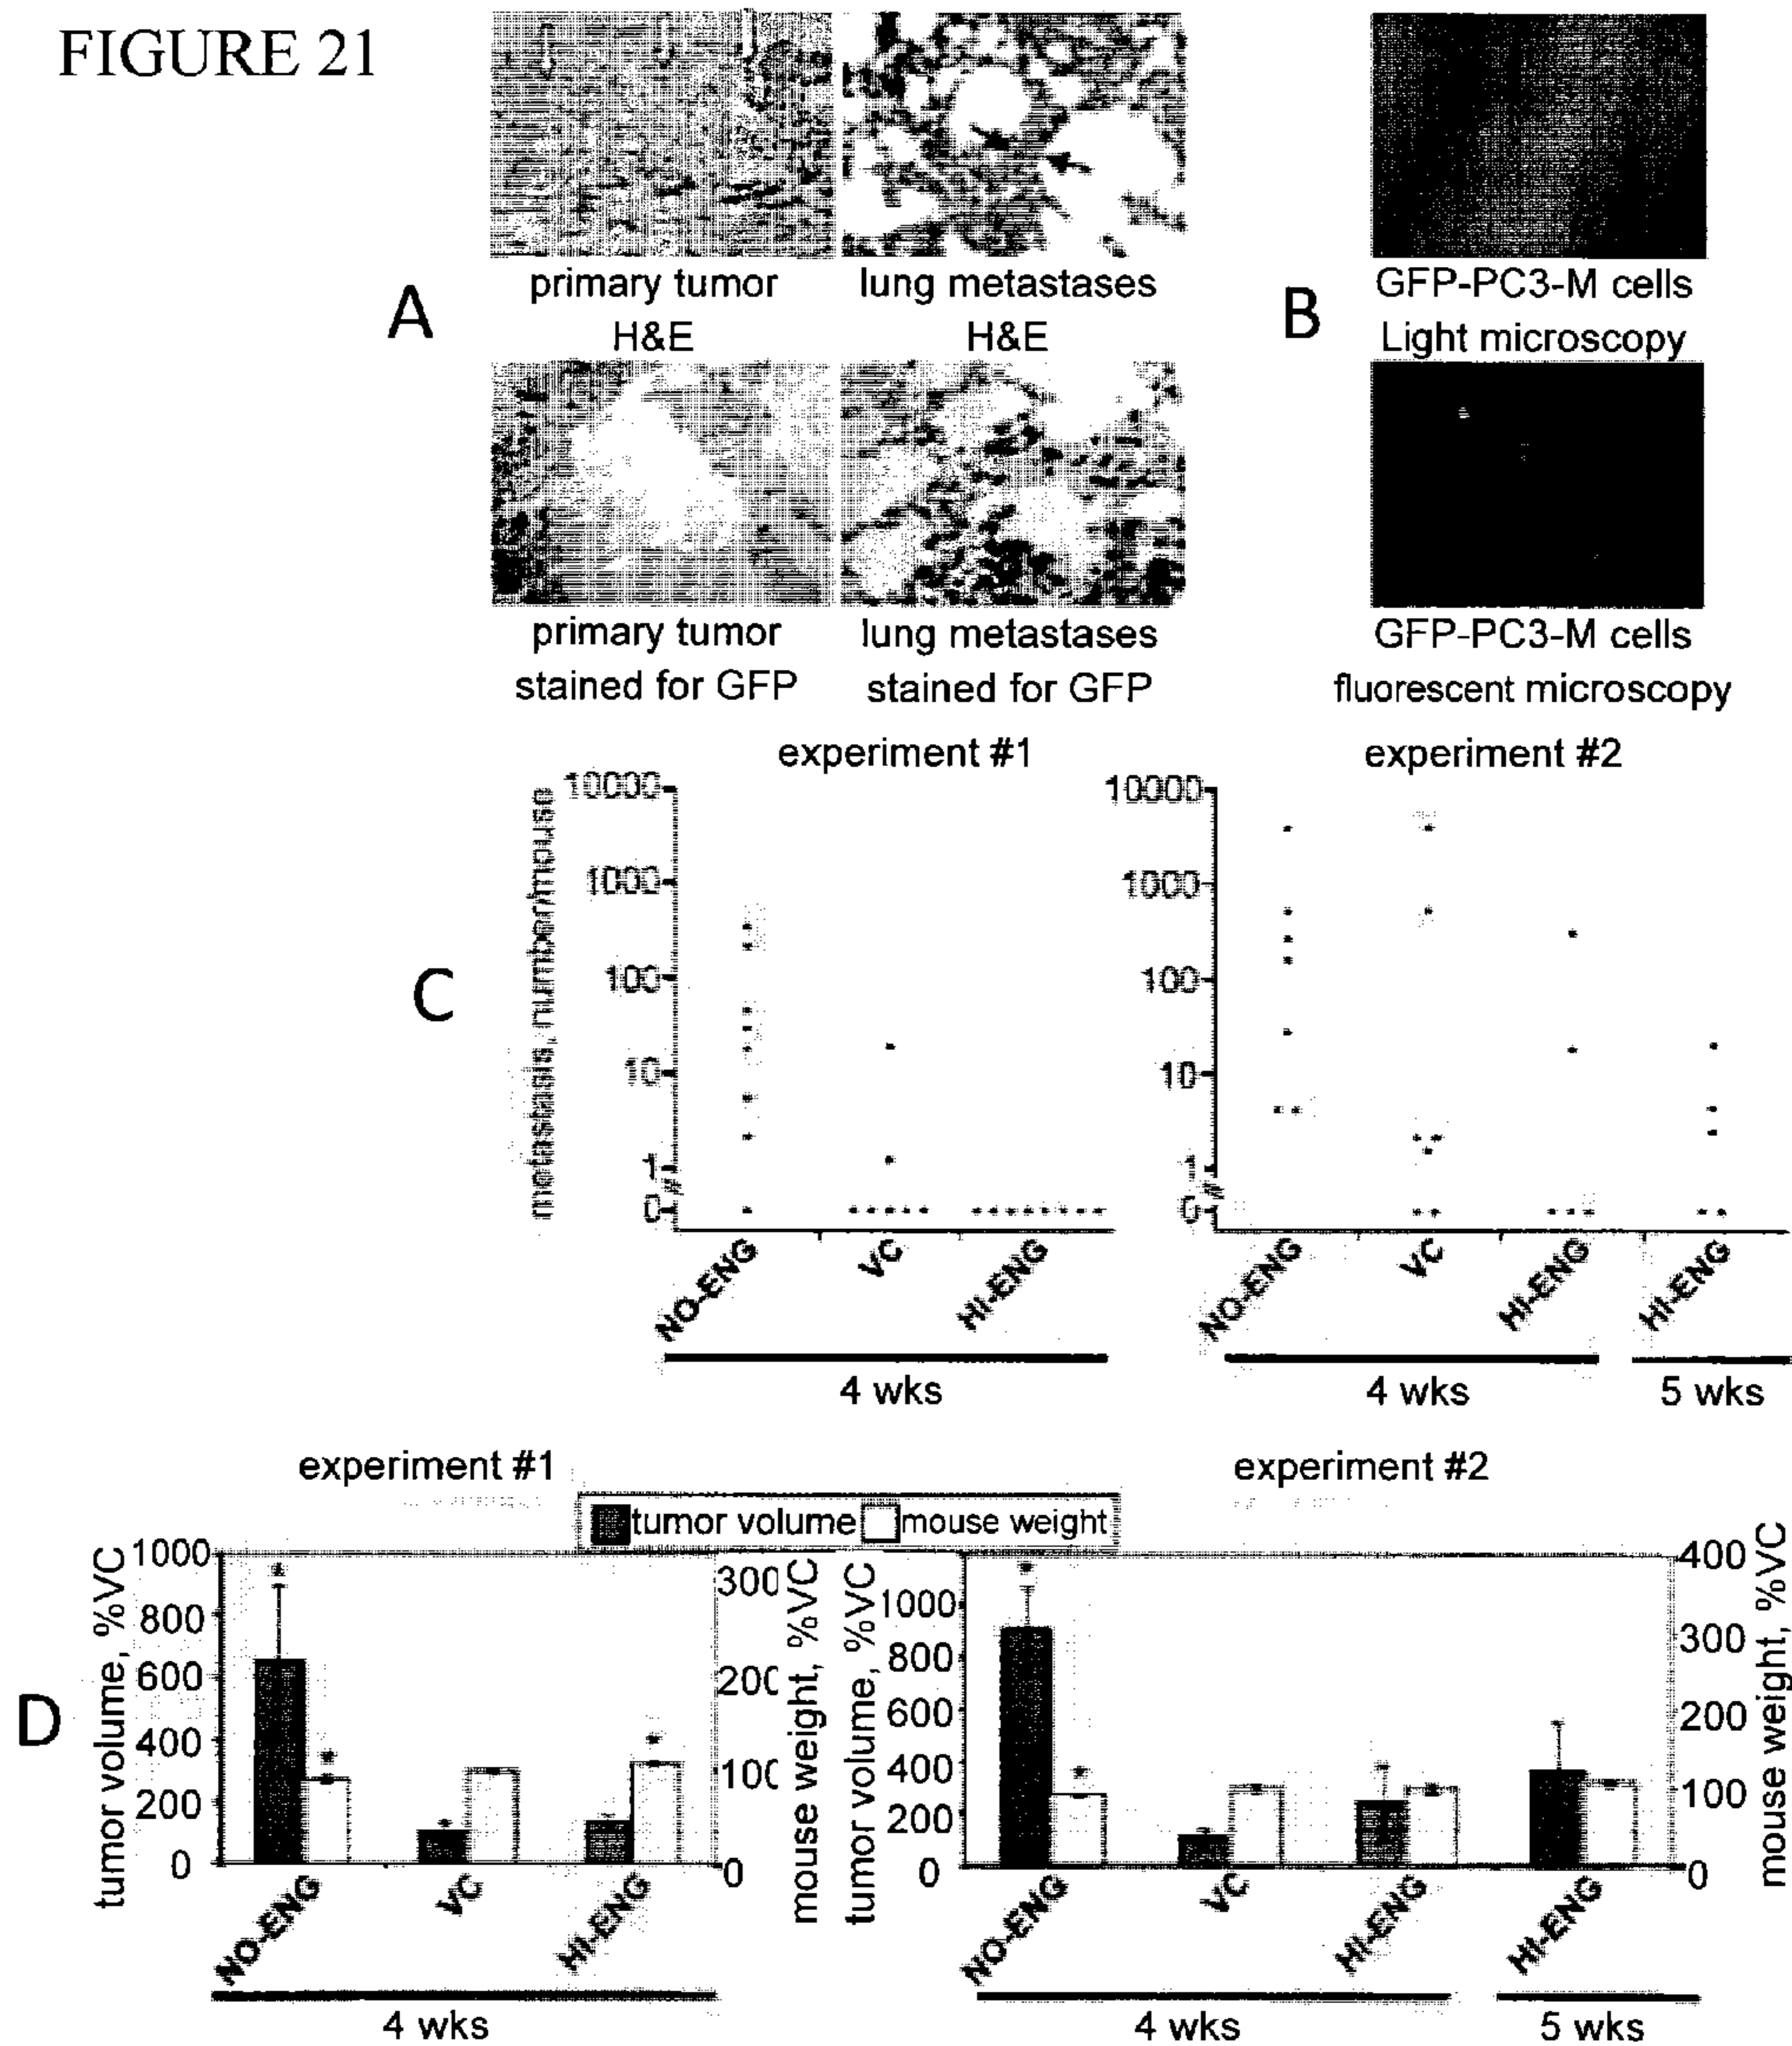 FIGURE 21
A
primary tumor
H&E
lung metastases
H&E
primary tumor
stained for GFP
lung metastases
stained for GFP
B
GFP-PC3-M cells
Light microscopy
GFP-PC3-M cells
fluorescent microscopy
C
experiment #1
metastasis, number/mouse
10000
1000
100
10
1
0
NO-ENG
VC
HI-ENG
4 wks
experiment #2
10000
1000
100
10
1
0
NO-ENG
VC
HI-ENG
HI-ENG
4 wks
5 wks
D
experiment #1
experiment #2
tumor volume
mouse weight
tumor volume, %VC
1000
800
600
400
200
0
300
200
100
0
mouse weight, %VC
NO-ENG
VC
HI-ENG
4 wks
tumor volume, %VC
1000
800
600
400
200
0
400
300
200
100
0
mouse weight, %VC
NO-ENG
VC
HI-ENG
HI-ENG
4 wks
5 wks